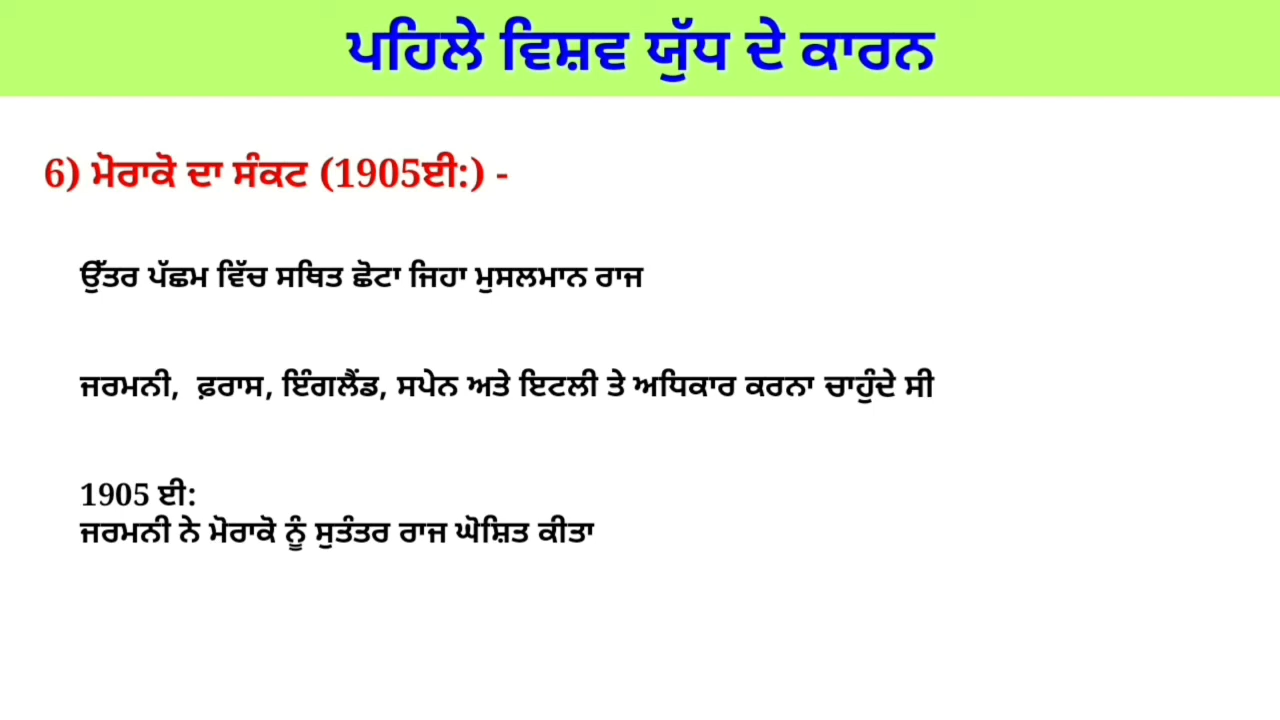 ਪਹਿਲੇ ਵਿਸ਼ਵ ਯੁੱਧ ਦੇ ਕਾਰਨ
6) ਮੋਰਾਕੋ ਦਾ ਸੰਕਟ (1905ਈ:) -
ਉੱਤਰ ਪੱਛਮ ਵਿੱਚ ਸਥਿਤ ਛੋਟਾ ਜਿਹਾ ਮੁਸਲਮਾਨ ਰਾਜ
ਜਰਮਨੀ, ਫ਼ਰਾਸ, ਇੰਗਲੈਂਡ, ਸਪੇਨ ਅਤੇ ਇਟਲੀ ਤੇ ਅਧਿਕਾਰ ਕਰਨਾ ਚਾਹੁੰਦੇ ਸੀ
1905 ਈ:
ਜਰਮਨੀ ਨੇ ਮੋਰਾਕੋ ਨੂੰ ਸੁਤੰਤਰ ਰਾਜ ਘੋਸ਼ਿਤ ਕੀਤਾ